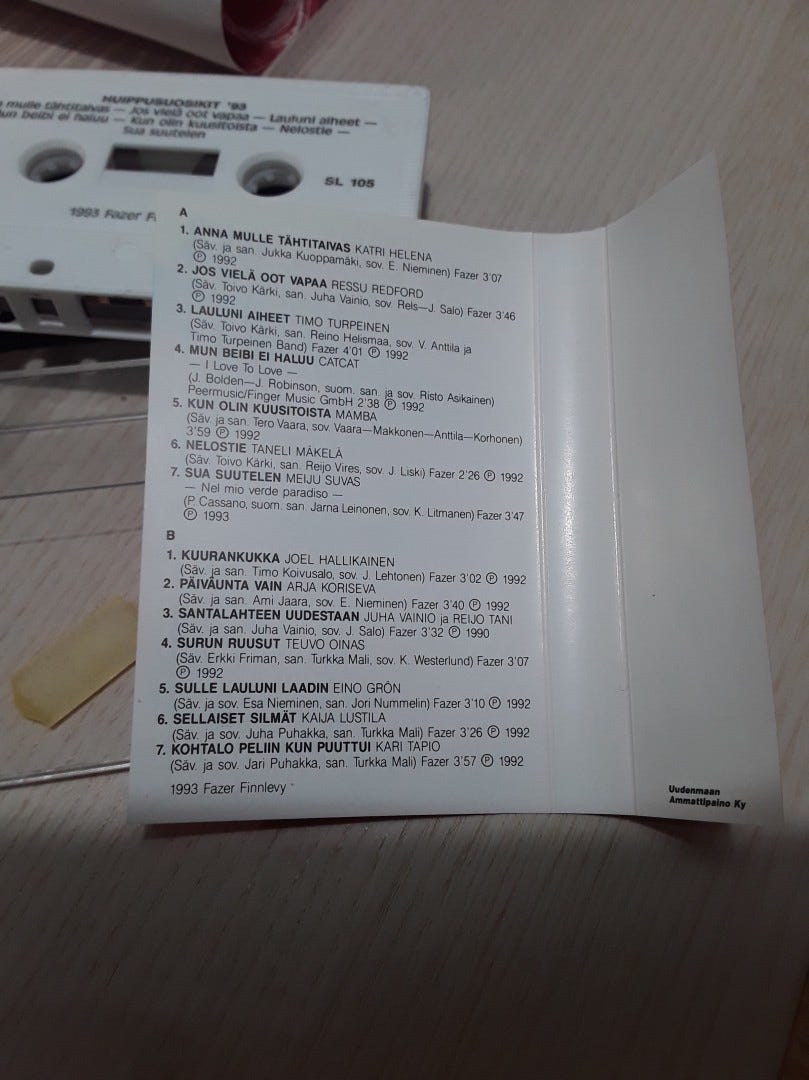 HUIPPUSUOSIKIT '93
mulle tähtitaivas — Jos vielä oot vapaa — Lauluni aiheet —
beibi ei haluu — Kun olin kuusitoista — Nelostie —
Sua suutelen
SL 105
1993 Fazer
A
1. ANNA MULLE TÄHTITAIVAS KATRI HELENA
(Säv. ja san. Jukka Kuoppamäki, sov. E. Nieminen) Fazer 3'07
Ⓟ 1992
2. JOS VIELÄ OOT VAPAA RESSU REDFORD
(Säv. Toivo Kärki, san. Juha Vainio, sov. Rels—J. Salo) Fazer 3'46
Ⓟ 1992
3. LAULUNI AIHEET TIMO TURPEINEN
(Säv. Toivo Kärki, san. Reino Helismaa, sov. V. Anttila ja
Timo Turpeinen Band) Fazer 4'01 Ⓟ 1992
4. MUN BEIBI EI HALUU CATCAT
— I Love To Love —
(J. Bolden—J. Robinson, suom. san. ja sov. Risto Asikainen)
Peermusic/Finger Music GmbH 2'38 Ⓟ 1992
5. KUN OLIN KUUSITOISTA MAMBA
(Säv. ja san. Tero Vaara, sov. Vaara—Makkonen—Anttila—Korhonen)
3'59 Ⓟ 1992
6. NELOSTIE TANELI MÄKELÄ
(Säv. Toivo Kärki, san. Reijo Vires, sov. J. Liski) Fazer 2'26 Ⓟ 1992
7. SUA SUUTELEN MEIJU SUVAS
— Nel mio verde paradiso —
(P. Cassano, suom. san. Jarna Leinonen, sov. K. Litmanen) Fazer 3'47
Ⓟ 1993
B
1. KUURANKUKKA JOEL HALLIKAINEN
(Säv. ja san. Timo Koivusalo, sov. J. Lehtonen) Fazer 3'02 Ⓟ 1992
2. PÄIVÄUNTA VAIN ARJA KORISEVA
(Säv. ja san. Ami Jaara, sov. E. Nieminen) Fazer 3'40 Ⓟ 1992
3. SANTALAHTEEN UUDESTAAN JUHA VAINIO ja REIJO TANI
(Säv. ja san. Juha Vainio, sov. J. Salo) Fazer 3'32 Ⓟ 1990
4. SURUN RUUSUT TEUVO OINAS
(Säv. Erkki Friman, san. Turkka Mali, sov. K. Westerlund) Fazer 3'07
Ⓟ 1992
5. SULLE LAULUNI LAADIN EINO GRÖN
(Säv. ja sov. Esa Nieminen, san. Jori Nummelin) Fazer 3'10 Ⓟ 1992
6. SELLAISET SILMÄT KAIJA LUSTILA
(Säv. ja sov. Juha Puhakka, san. Turkka Mali) Fazer 3'26 Ⓟ 1992
7. KOHTALO PELIIN KUN PUUTTUI KARI TAPIO
(Säv. ja sov. Jari Puhakka, san. Turkka Mali) Fazer 3'57 Ⓟ 1992
1993 Fazer Finnlevy
Uudenmaan
Ammattipaino Ky